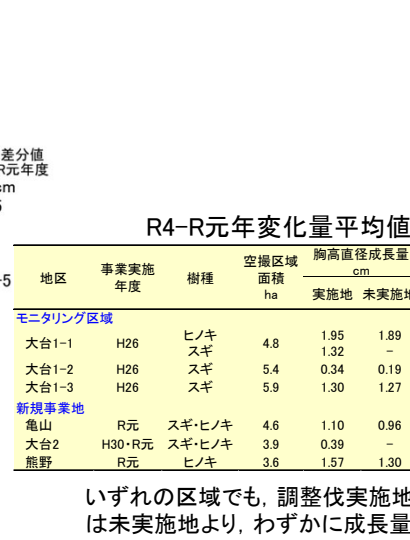 差分値
R元年度
cm
5
-5
R4-R元年変化量平均値
地区 事業実施年度 樹種 空撮区域面積 ha 胸高直径成長量 cm 実施地 未実施地
モニタリング区域
大台1-1 H26 ヒノキ 4.8 1.95 1.89
スギ 1.32 -
大台1-2 H26 スギ 5.4 0.34 0.19
大台1-3 H26 スギ 5.9 1.30 1.27
新規事業地
亀山 R元 スギ・ヒノキ 4.6 1.10 0.96
大台2 H30・R元 スギ・ヒノキ 3.9 0.39 -
熊野 R元 ヒノキ 3.6 1.57 1.30
いずれの区域でも，調整伐実施地
は未実施地より，わずかに成長量